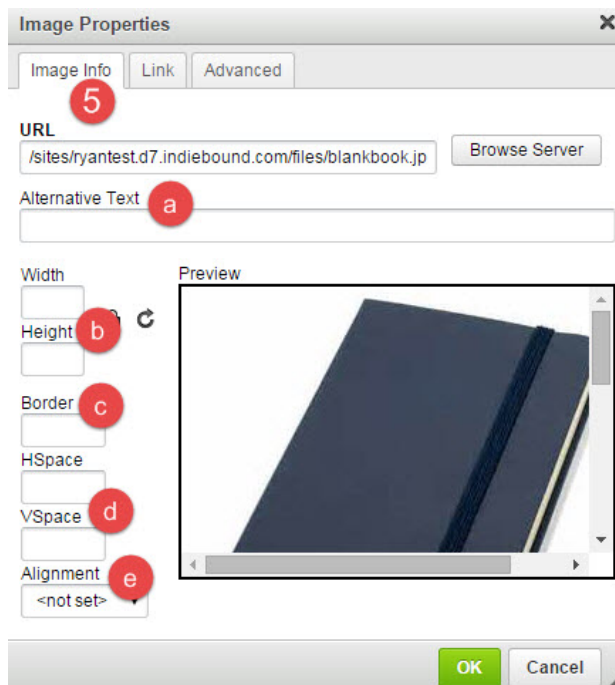 Image Properties
Image Info Link Advanced
5
URL
/sites/ryantest.d7.indiebound.com/files/blankbook.jp Browse Server
Alternative Text a
Width Preview
Height b
Border c
HSpace
VSpace d
Alignment e
<not set>
OK Cancel